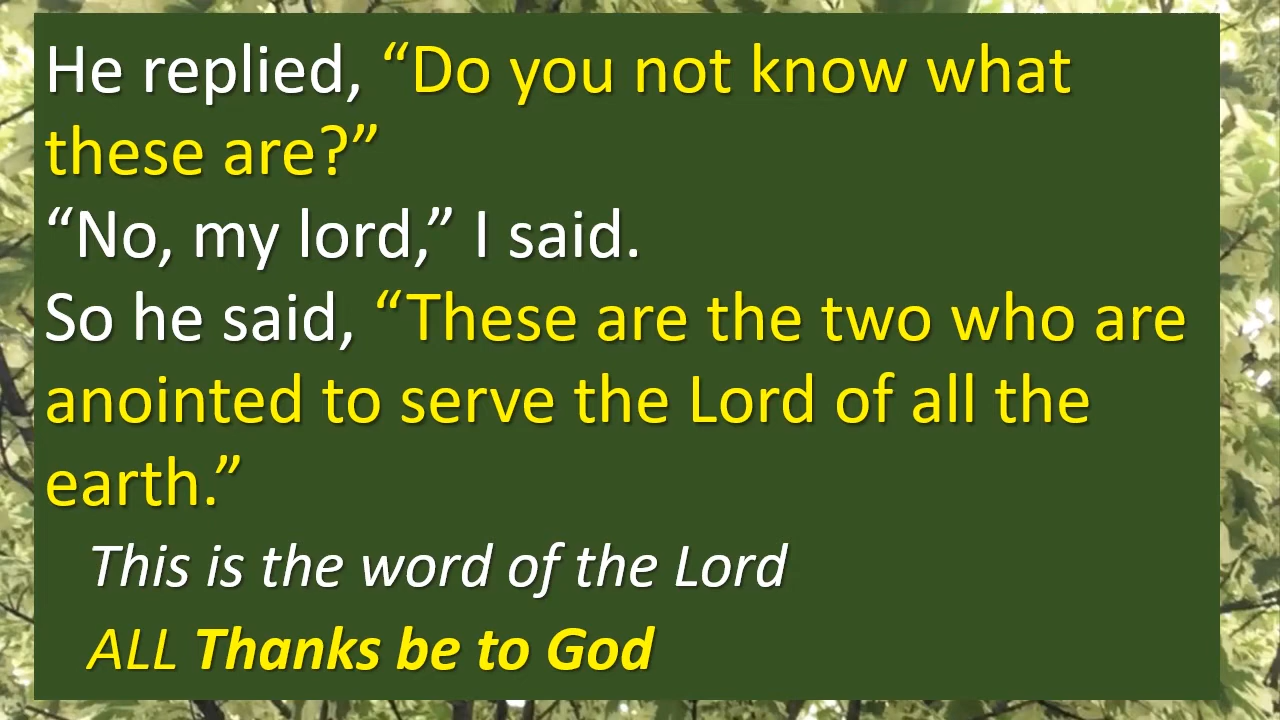 He replied, “Do you not know what
these are?”
“No, my lord,” I said.
So he said, “These are the two who are
anointed to serve the Lord of all the
earth.”
This is the word of the Lord
ALL Thanks be to God